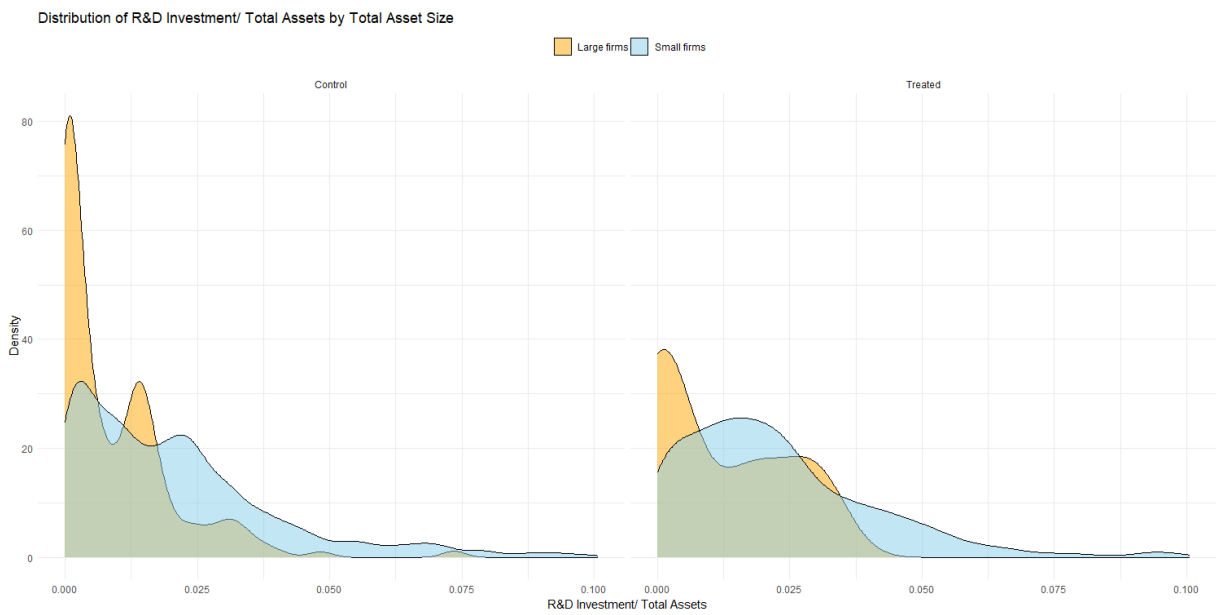 Distribution of R&D Investment/ Total Assets by Total Asset Size
Large firms Small firms
Control Treated
80
60
40
20
0
Density
0.000 0.025 0.050 0.075 0.100 0.000 0.025 0.050 0.075 0.100
R&D Investment/ Total Assets